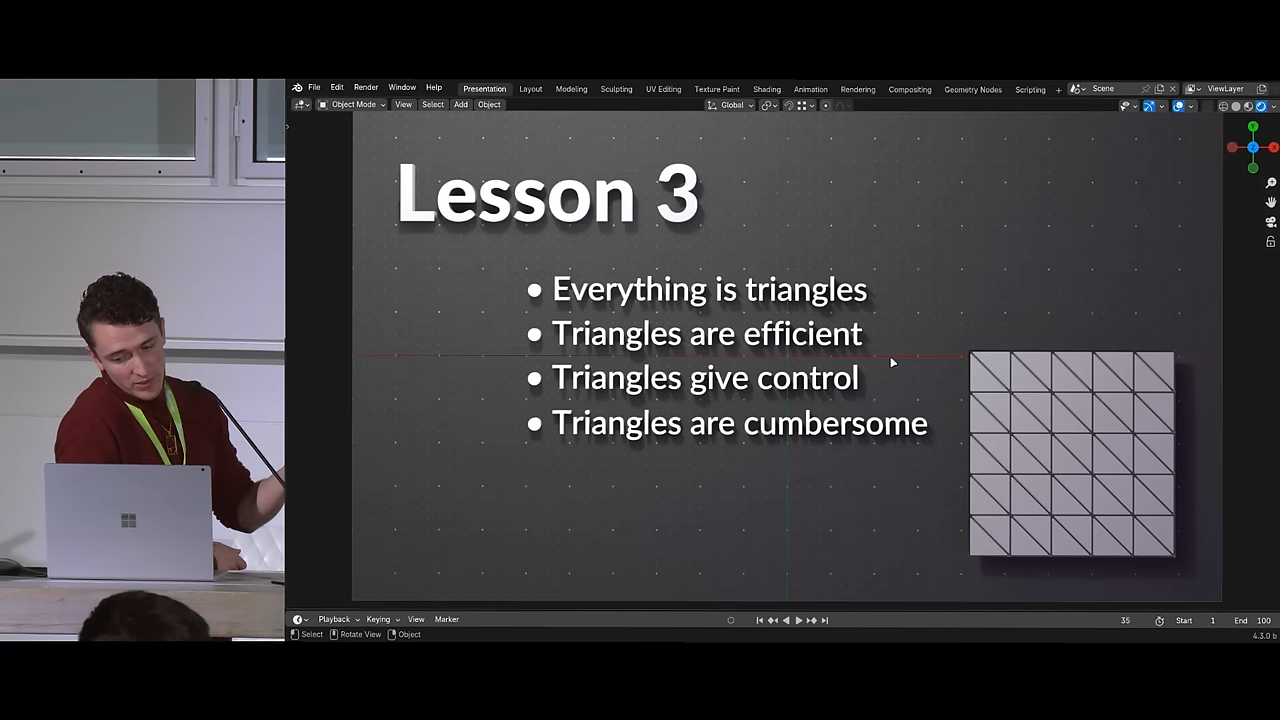 File Edit Render Window Help Presentation Layout Modeling Sculpting UV Editing Texture Paint Shading Animation Rendering Compositing Geometry Nodes Scripting + Scene ViewLayer
Object Mode View Select Add Object Global
Y
Z
X
Lesson 3
• Everything is triangles
• Triangles are efficient
• Triangles give control
• Triangles are cumbersome
Playback Keying View Marker 35 Start 1 End 100
Select Rotate View Object 4.3.0 b